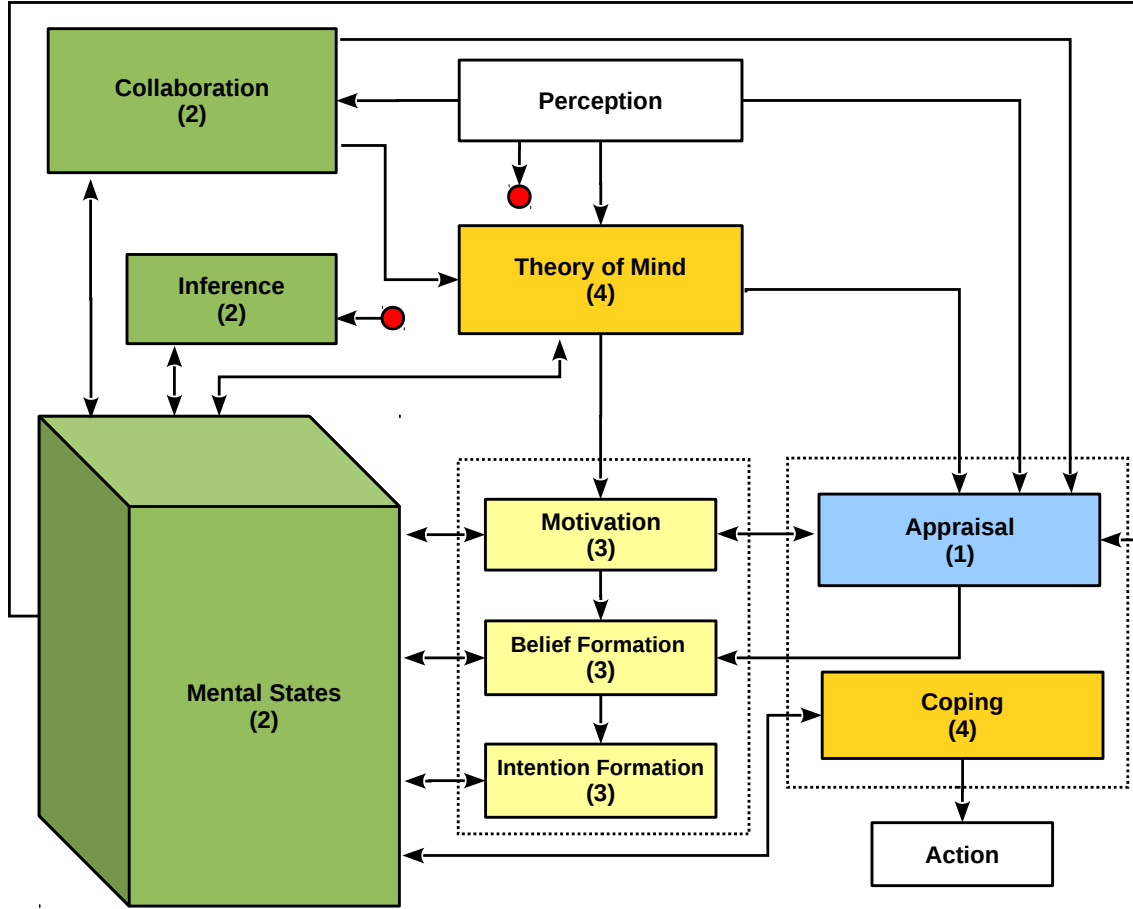 Collaboration
(2)
Perception
Theory of Mind
(4)
Inference
(2)
Motivation
(3)
Appraisal
(1)
Belief Formation
(3)
Mental States
(2)
Coping
(4)
Intention Formation
(3)
Action